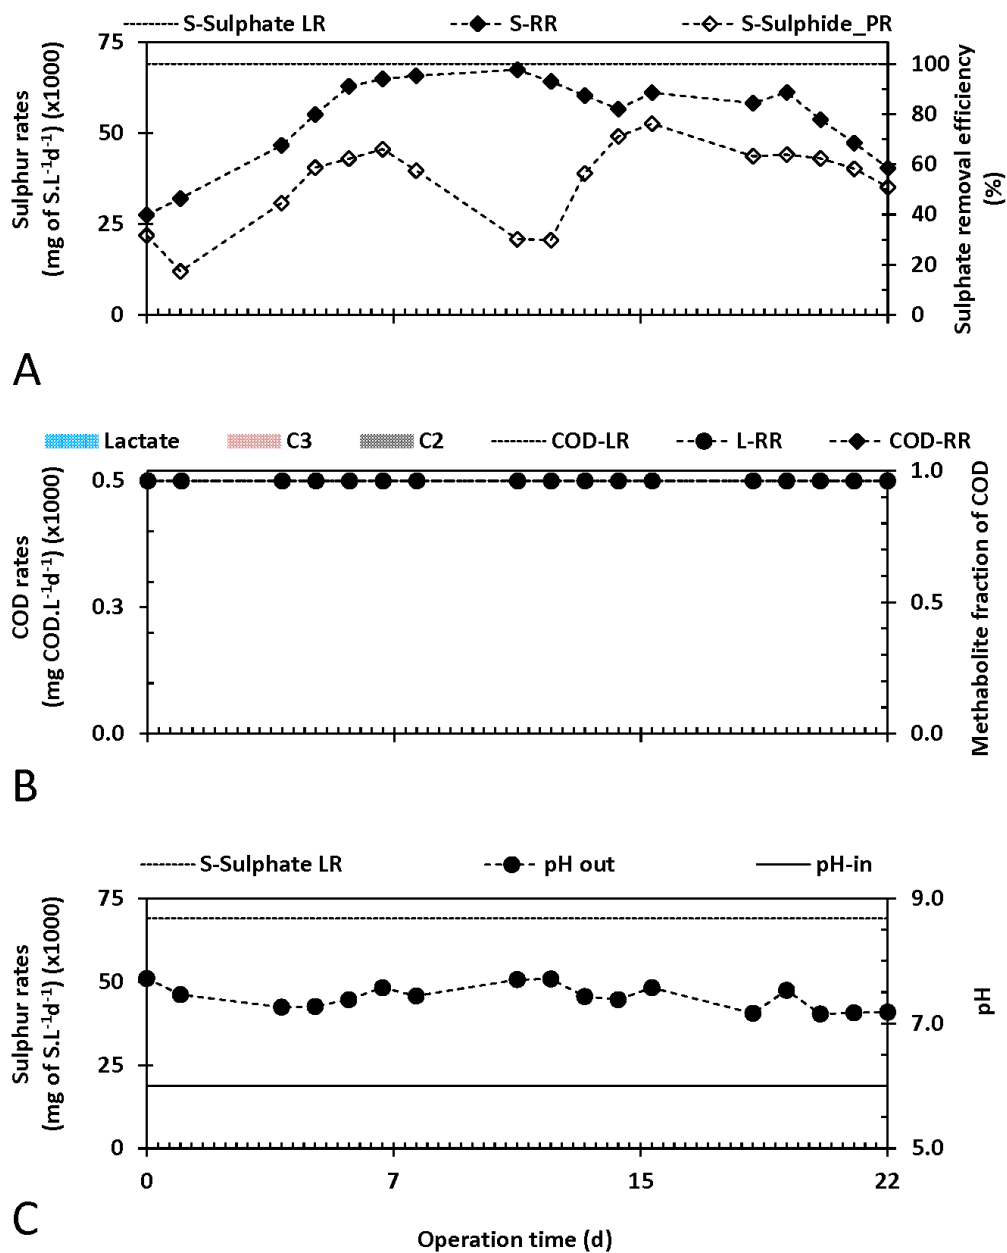 S-Sulphate LR S-RR S-Sulphide_PR
75
50
25
0
Sulphur rates
(mg of S.L⁻¹d⁻¹) (x1000)
100
80
60
40
20
0
Sulphate removal efficiency
(%)
A
Lactate C3 C2 COD-LR L-RR COD-RR
0.5
0.3
0.0
COD rates
(mg COD.L⁻¹d⁻¹) (x1000)
1.0
0.5
0.0
Methabolite fraction of COD
B
S-Sulphate LR pH out pH-in
75
50
25
0
Sulphur rates
(mg of S.L⁻¹d⁻¹) (x1000)
9.0
7.0
5.0
pH
0 7 15 22
Operation time (d)
C